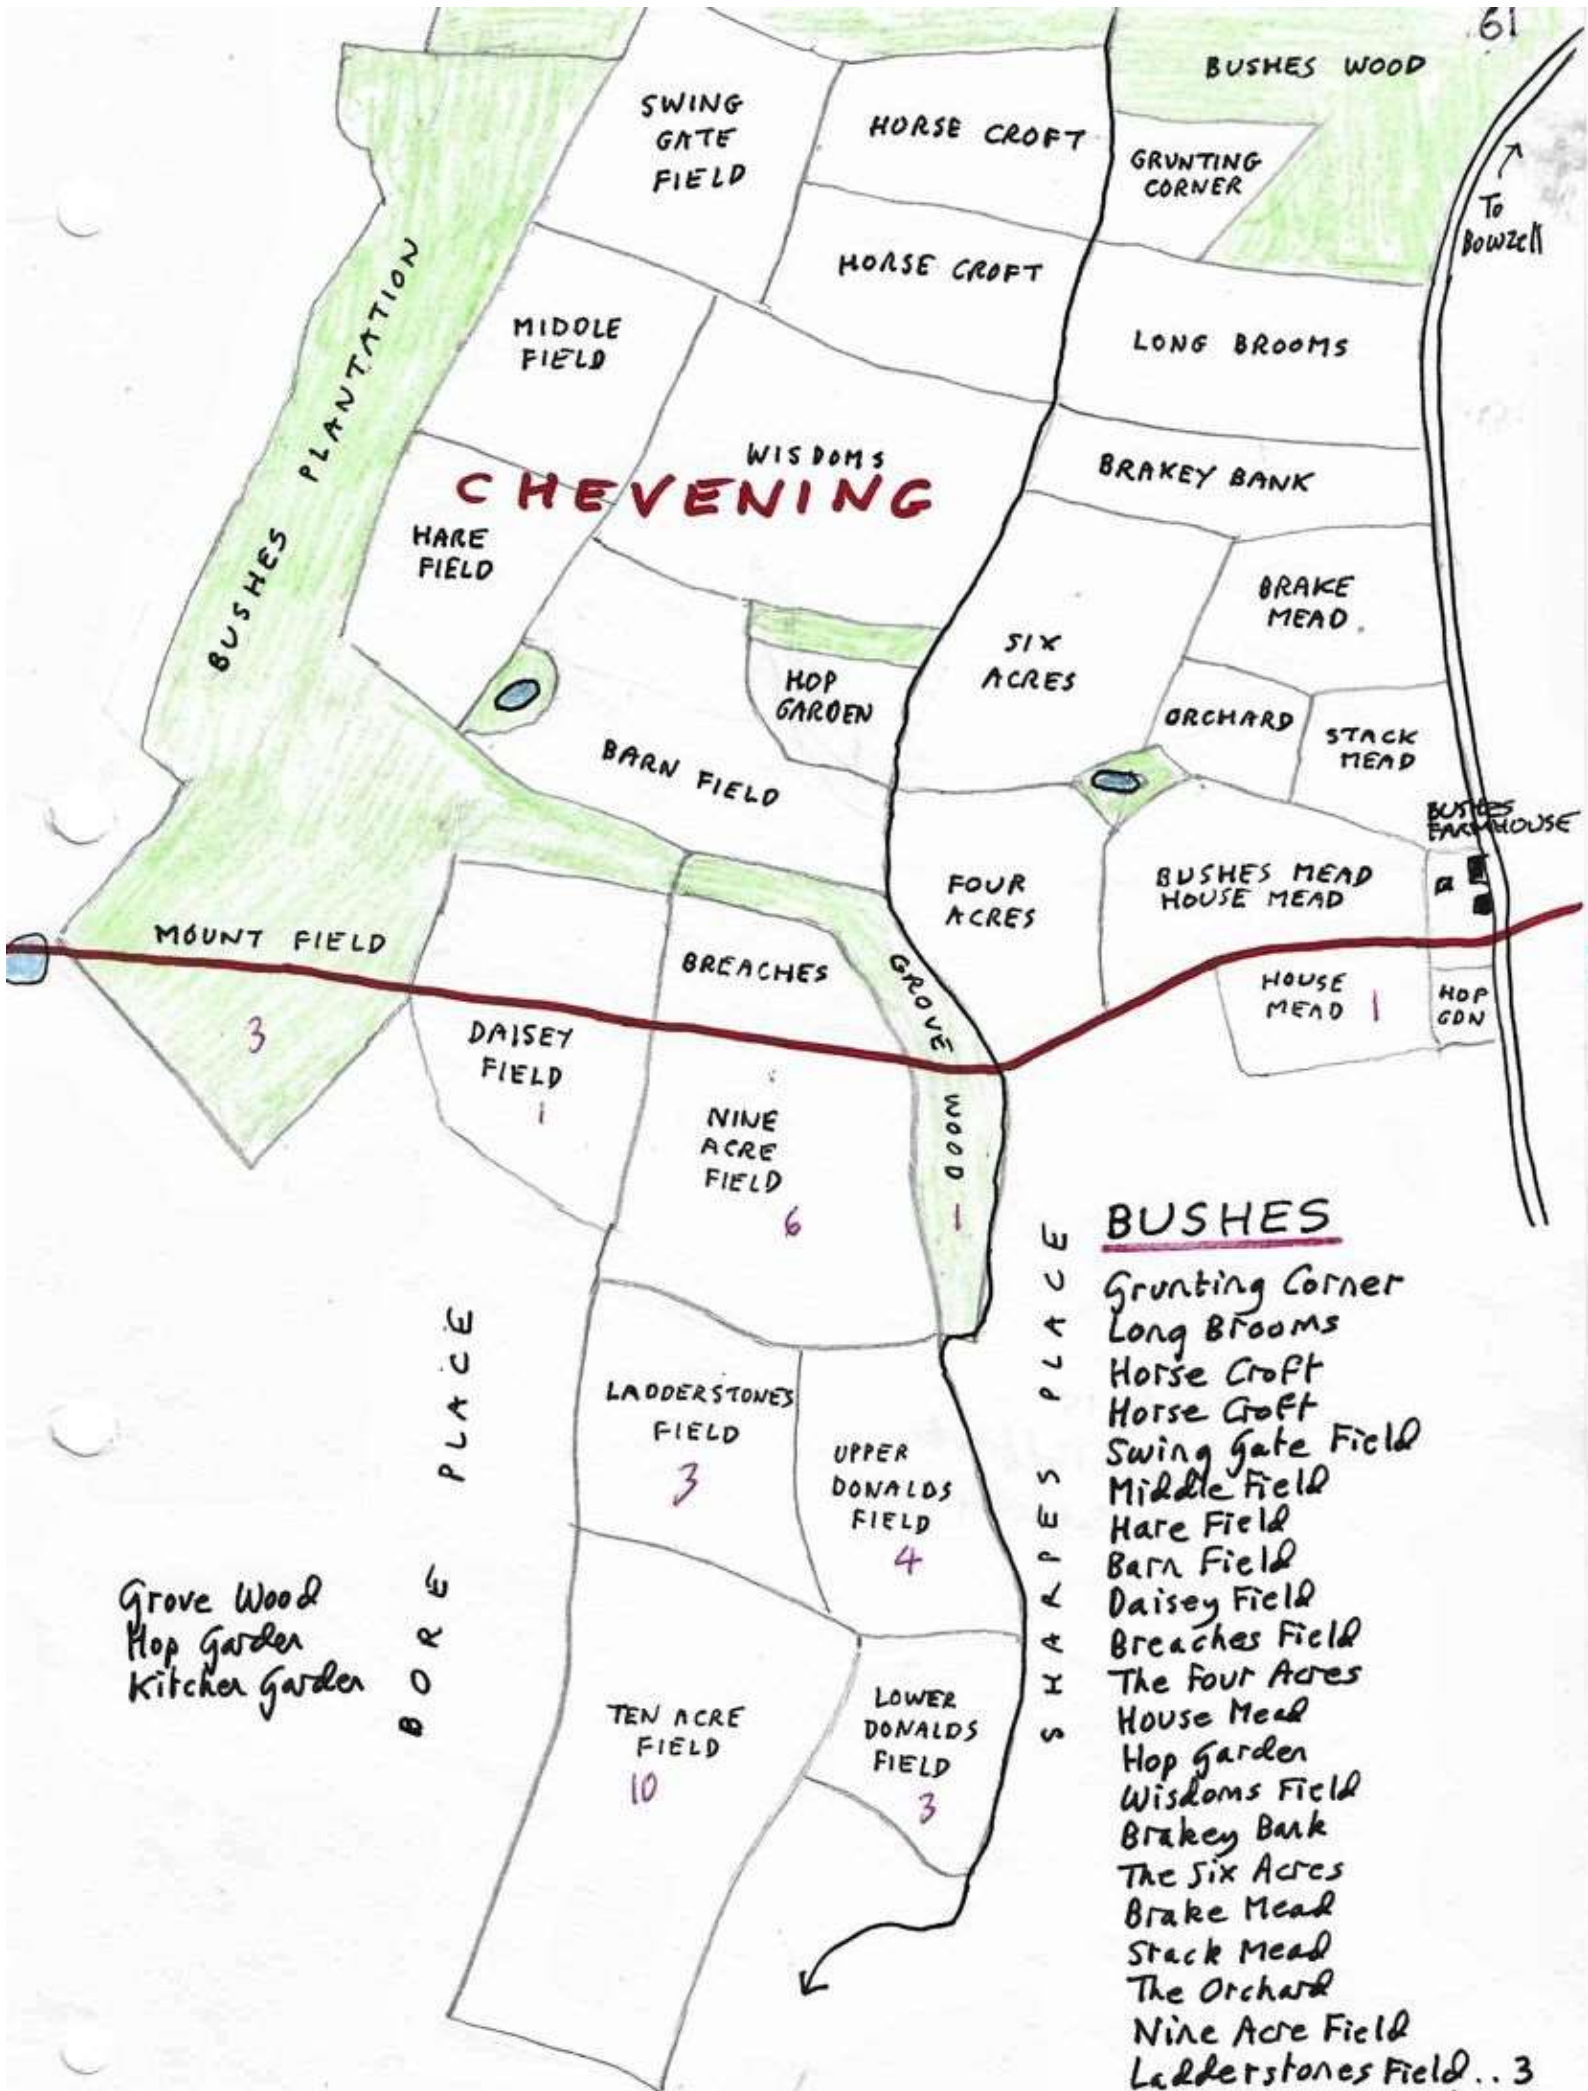 61
BUSHES WOOD
SWING
GATE
FIELD
HORSE CROFT
GRUNTING
CORNER
To
Bowzell
HORSE CROFT
BUSHES PLANTATION
MIDDLE
FIELD
LONG BROOMS
WISDOMS
CHEVENING
BRAKEY BANK
HARE
FIELD
BRAKE
MEAD
SIX
ACRES
HOP
GARDEN
ORCHARD
STACK
MEAD
BARN FIELD
BUSHES
FARMHOUSE
FOUR
ACRES
BUSHES MEAD
HOUSE MEAD
MOUNT FIELD
3
BREACHES
GROVE WOOD
1
HOUSE
MEAD 1
HOP
GDN
DAISEY
FIELD
1
NINE
ACRE
FIELD
6
LADDERSTONES
FIELD
3
UPPER
DONALDS
FIELD
4
BORE PLACE
SHARPES PLACE
TEN ACRE
FIELD
10
LOWER
DONALDS
FIELD
3
Grove Wood
Hop Garden
Kitchen Garden
BUSHES
Grunting Corner
Long Brooms
Horse Croft
Horse Croft
Swing Gate Field
Middle Field
Hare Field
Barn Field
Daisey Field
Breaches Field
The Four Acres
House Mead
Hop Garden
Wisdoms Field
Brakey Bank
The Six Acres
Brake Mead
Stack Mead
The Orchard
Nine Acre Field
Ladderstones Field..3